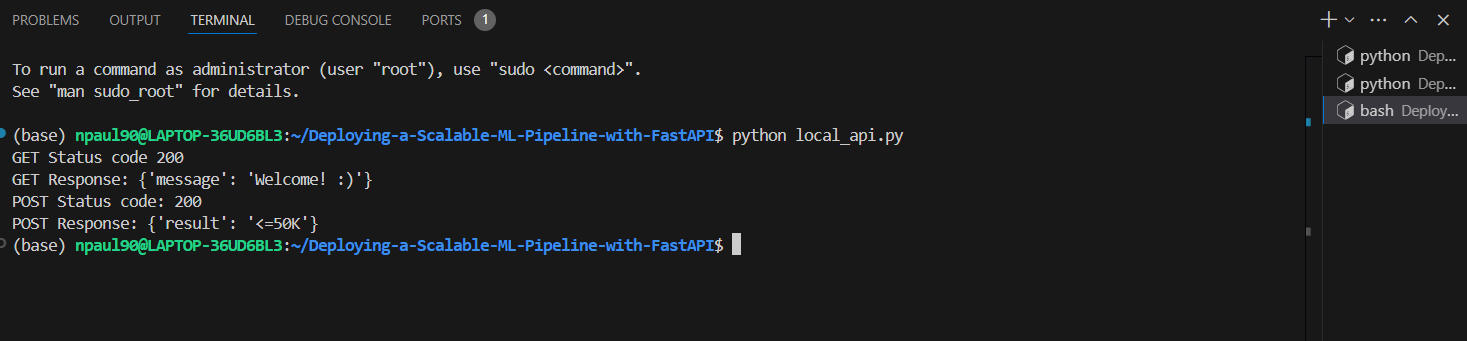 PROBLEMS OUTPUT TERMINAL DEBUG CONSOLE PORTS 1
To run a command as administrator (user "root"), use "sudo <command>".
See "man sudo_root" for details.
(base) npaul90@LAPTOP-36UD6BL3:~/Deploying-a-Scalable-ML-Pipeline-with-FastAPI$ python local_api.py
GET Status code 200
GET Response: {'message': 'Welcome! :)'}
POST Status code: 200
POST Response: {'result': '<=50K'}
(base) npaul90@LAPTOP-36UD6BL3:~/Deploying-a-Scalable-ML-Pipeline-with-FastAPI$
python Dep...
python Dep...
bash Deploy...